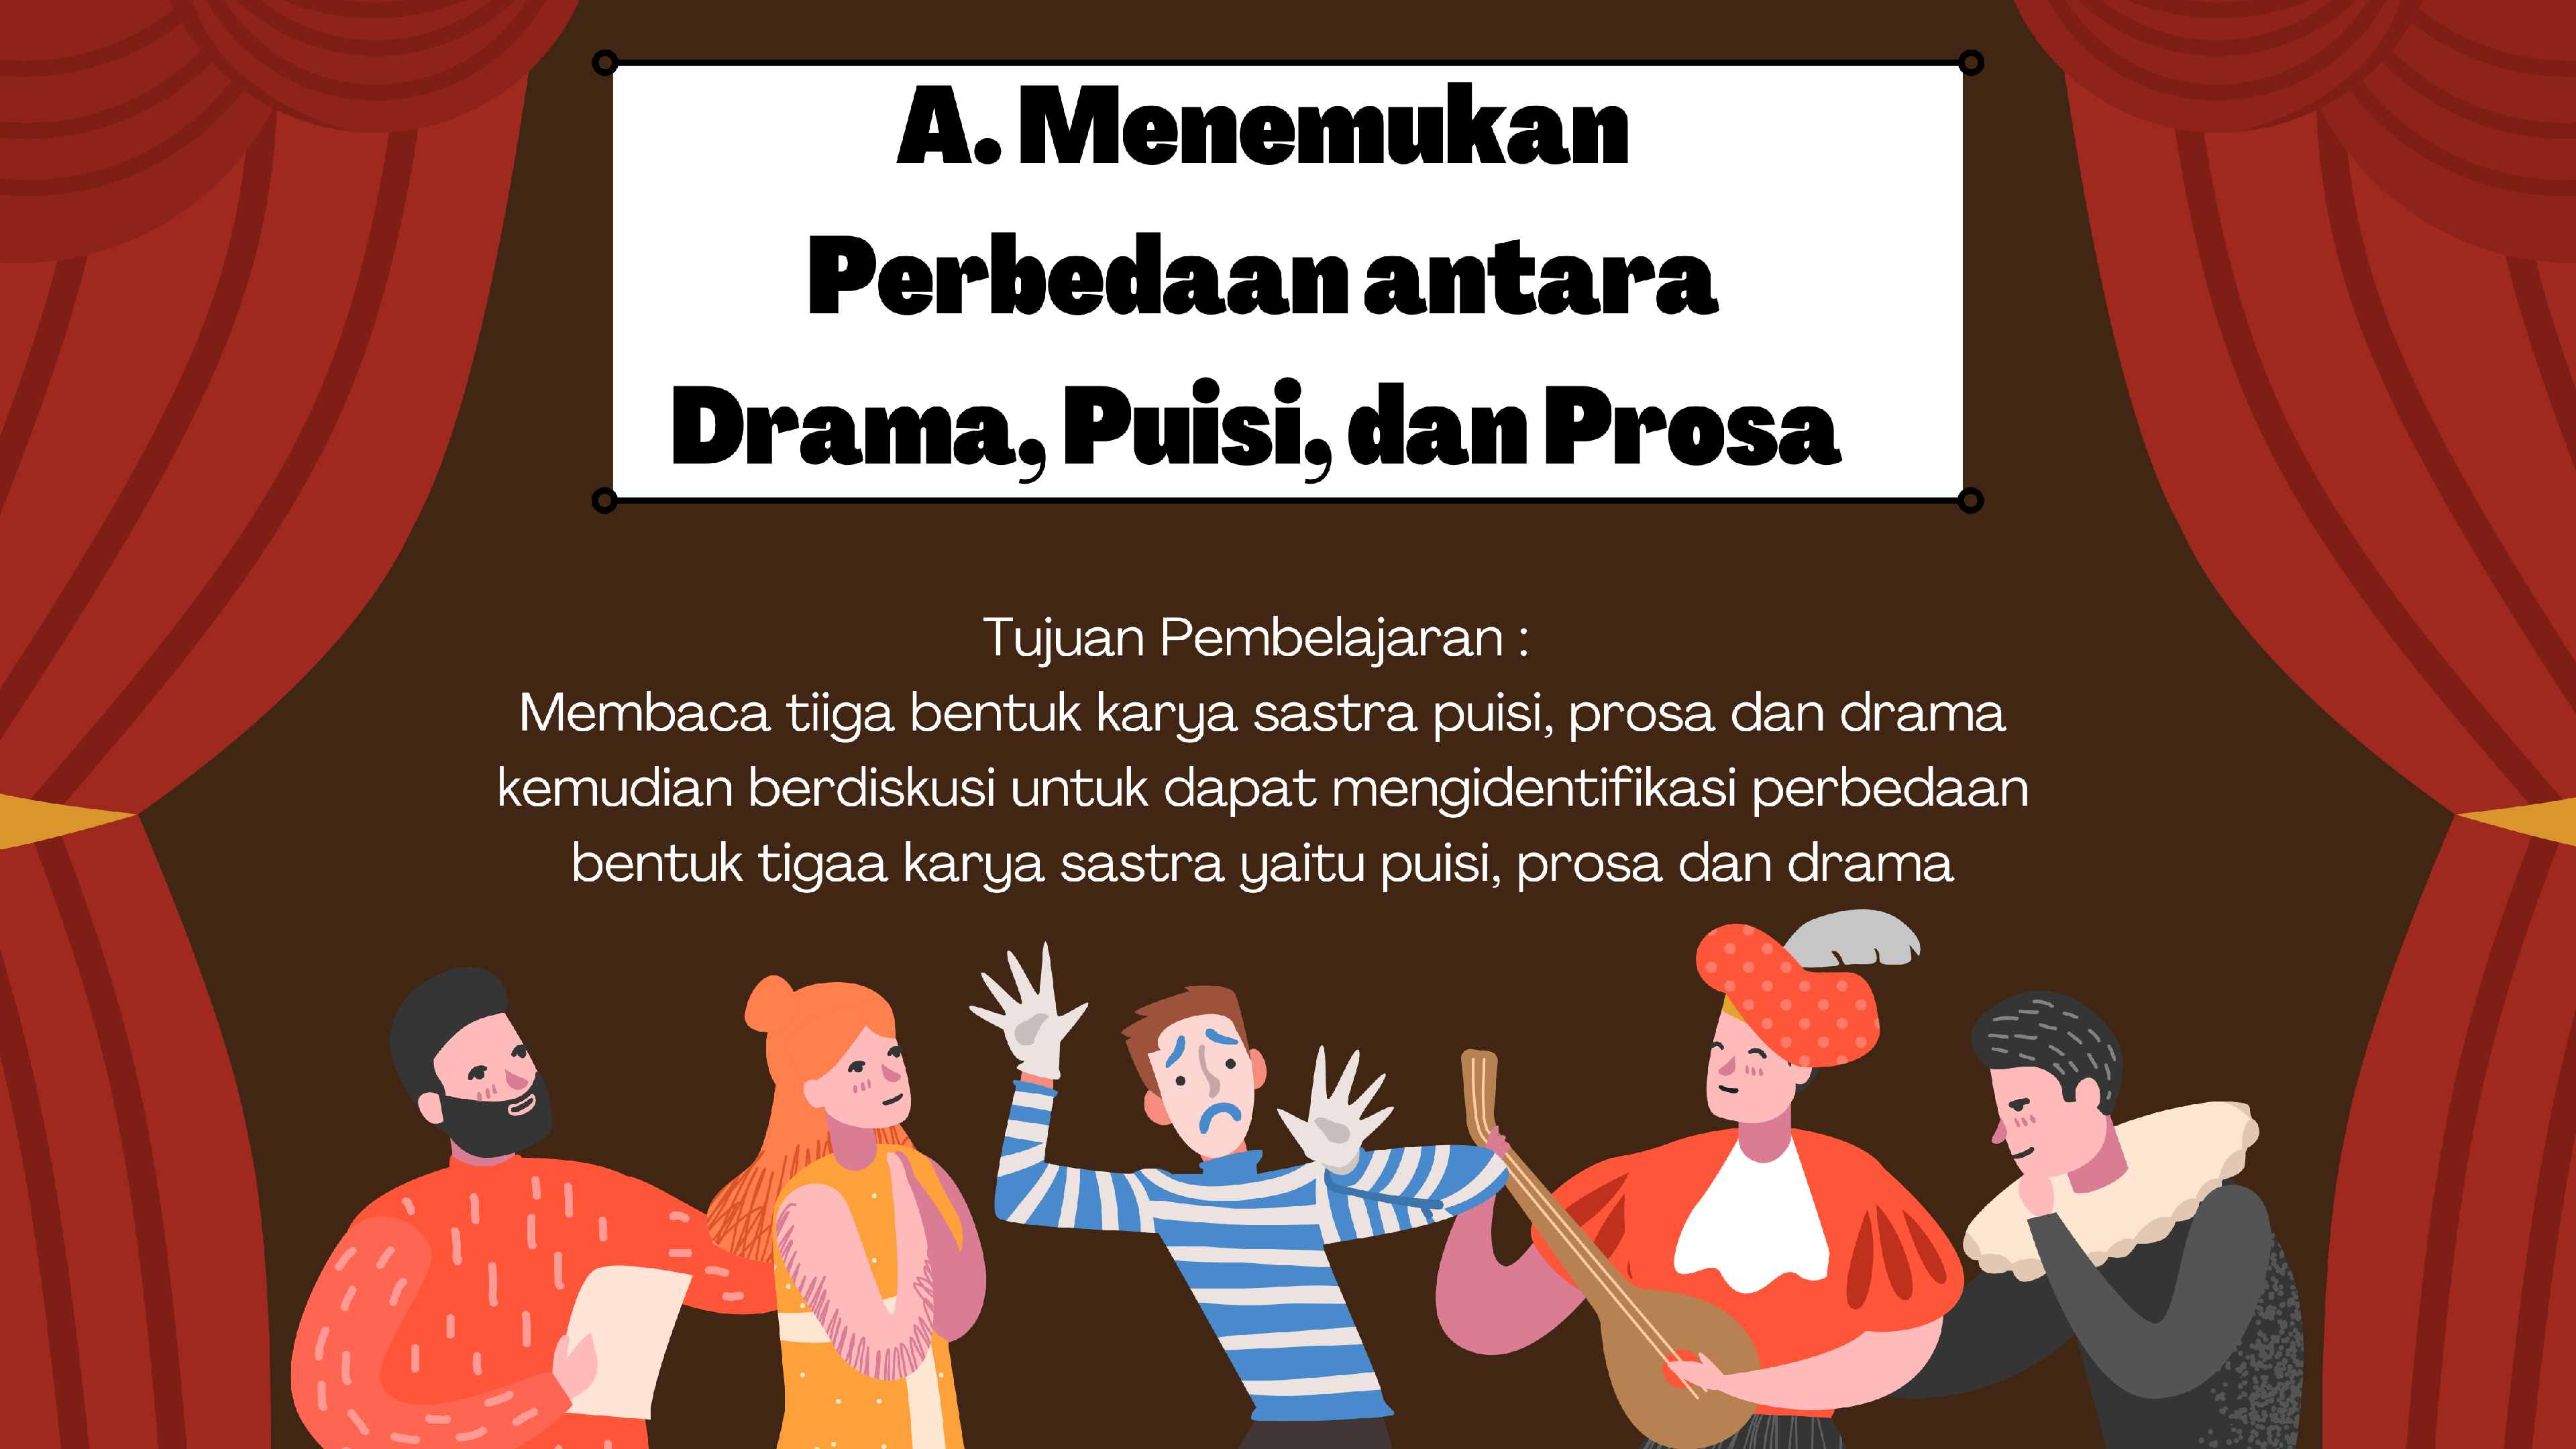 A. Menemukan
Perbedaan antara
Drama, Puisi, dan Prosa
Tujuan Pembelajaran :
Membaca tiiga bentuk karya sastra puisi, prosa dan drama
kemudian berdiskusi untuk dapat mengidentifikasi perbedaan
bentuk tigaa karya sastra yaitu puisi, prosa dan drama